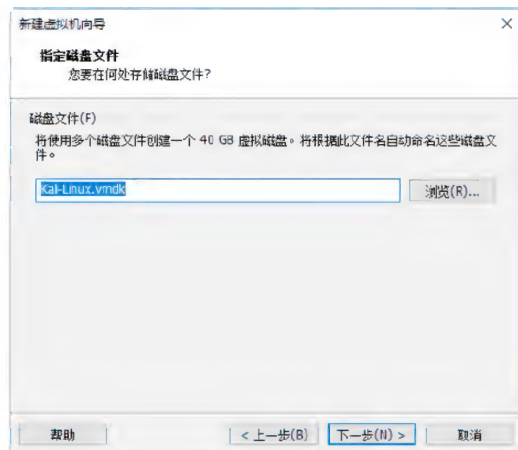 新建虚拟机向导
指定磁盘文件
您要在何处存储磁盘文件?
磁盘文件(F)
将使用多个磁盘文件创建一个 40 GB 虚拟磁盘。将根据此文件名自动命名这些磁盘文
件。
Kali-Linux.vmdk
浏览(R)...
帮助
< 上一步(B)
下一步(N) >
取消